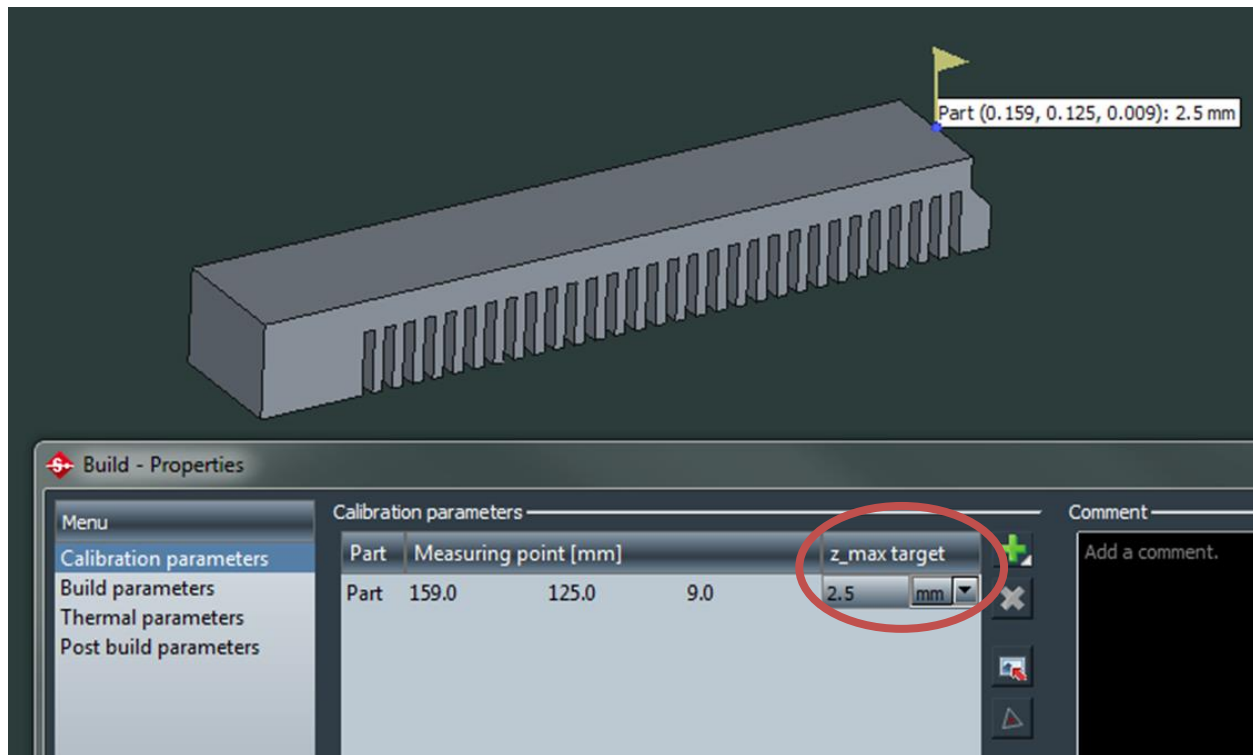 Part (0.159, 0.125, 0.009): 2.5 mm
Build - Properties
Menu
Calibration parameters
Build parameters
Thermal parameters
Post build parameters
Calibration parameters
Part Measuring point [mm] z_max target
Part 159.0 125.0 9.0 2.5 mm
Comment
Add a comment.